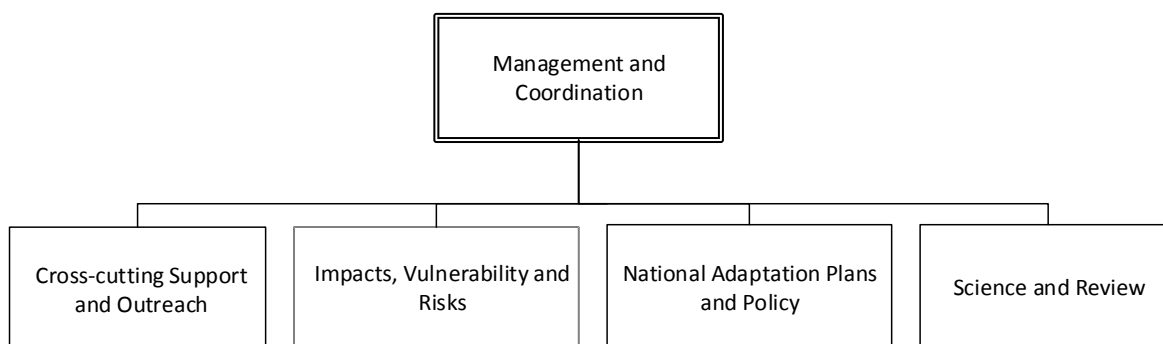 Management and
Coordination
Cross-cutting Support
and Outreach
Impacts, Vulnerability and
Risks
National Adaptation Plans
and Policy
Science and Review